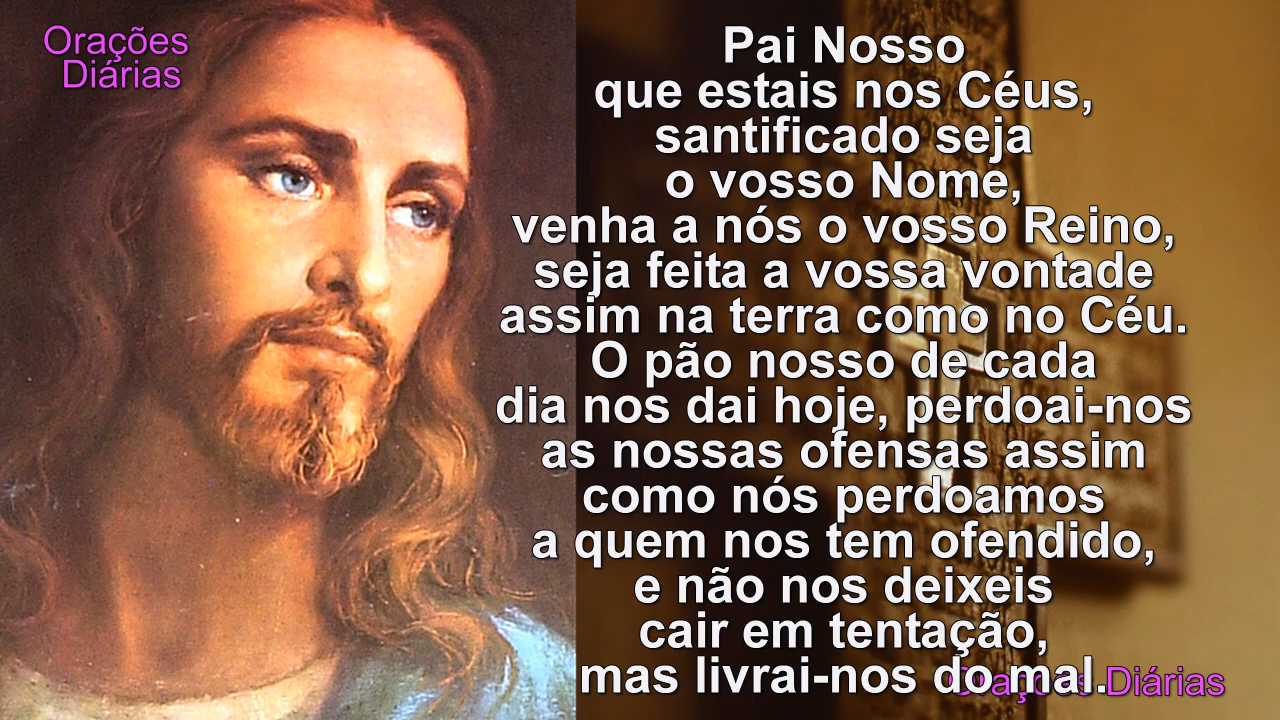 Orações
Diárias
Pai Nosso
que estais nos Céus,
santificado seja
o vosso Nome,
venha a nós o vosso Reino,
seja feita a vossa vontade
assim na terra como no Céu.
O pão nosso de cada
dia nos dai hoje, perdoai-nos
as nossas ofensas assim
como nós perdoamos
a quem nos tem ofendido,
e não nos deixeis
cair em tentação,
mas livrai-nos do mal.
Orações Diárias